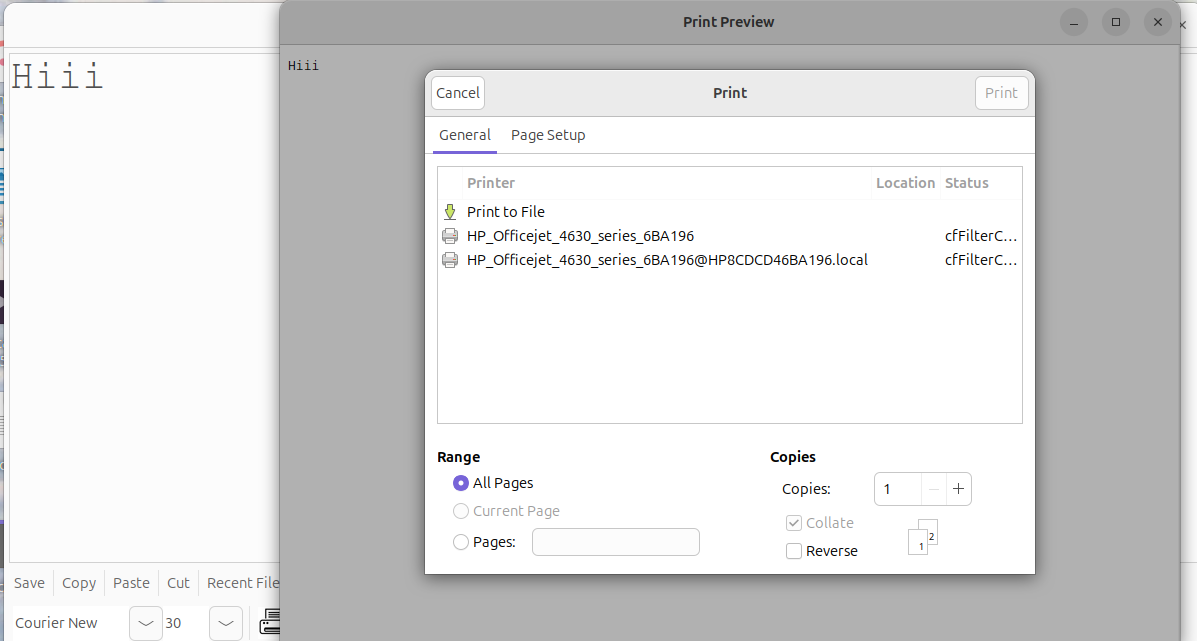 Print Preview
Hiii
Hiii
Cancel
Print
Print
General Page Setup
Printer Location Status
Print to File
HP_Officejet_4630_series_6BA196 cfFilterC...
HP_Officejet_4630_series_6BA196@HP8CDCD46BA196.local cfFilterC...
Range
All Pages
Current Page
Pages:
Copies
Copies: 1
Collate
Reverse
1 2
Save Copy Paste Cut Recent File
Courier New 30